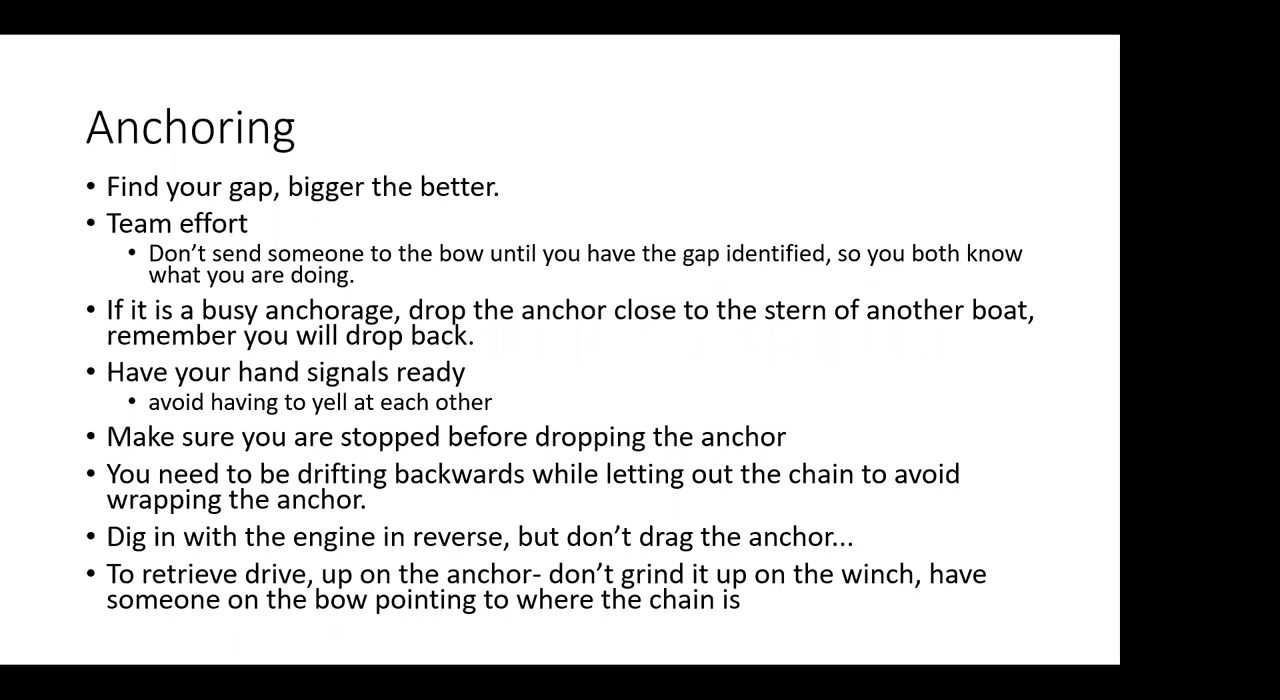 Anchoring
• Find your gap, bigger the better.
• Team effort
• Don’t send someone to the bow until you have the gap identified, so you both know
what you are doing.
• If it is a busy anchorage, drop the anchor close to the stern of another boat,
remember you will drop back.
• Have your hand signals ready
• avoid having to yell at each other
• Make sure you are stopped before dropping the anchor
• You need to be drifting backwards while letting out the chain to avoid
wrapping the anchor.
• Dig in with the engine in reverse, but don’t drag the anchor...
• To retrieve drive, up on the anchor- don’t grind it up on the winch, have
someone on the bow pointing to where the chain is